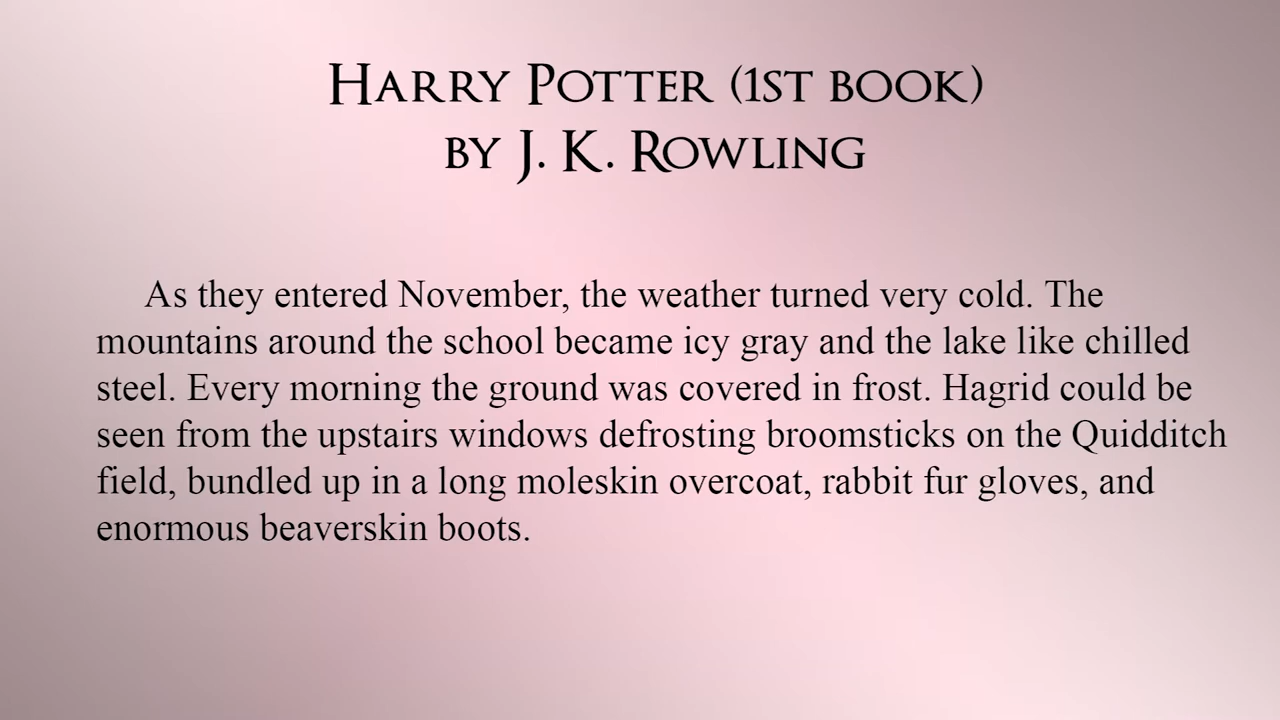 Harry Potter (1st book)
by J. K. Rowling
As they entered November, the weather turned very cold. The
mountains around the school became icy gray and the lake like chilled
steel. Every morning the ground was covered in frost. Hagrid could be
seen from the upstairs windows defrosting broomsticks on the Quidditch
field, bundled up in a long moleskin overcoat, rabbit fur gloves, and
enormous beaverskin boots.